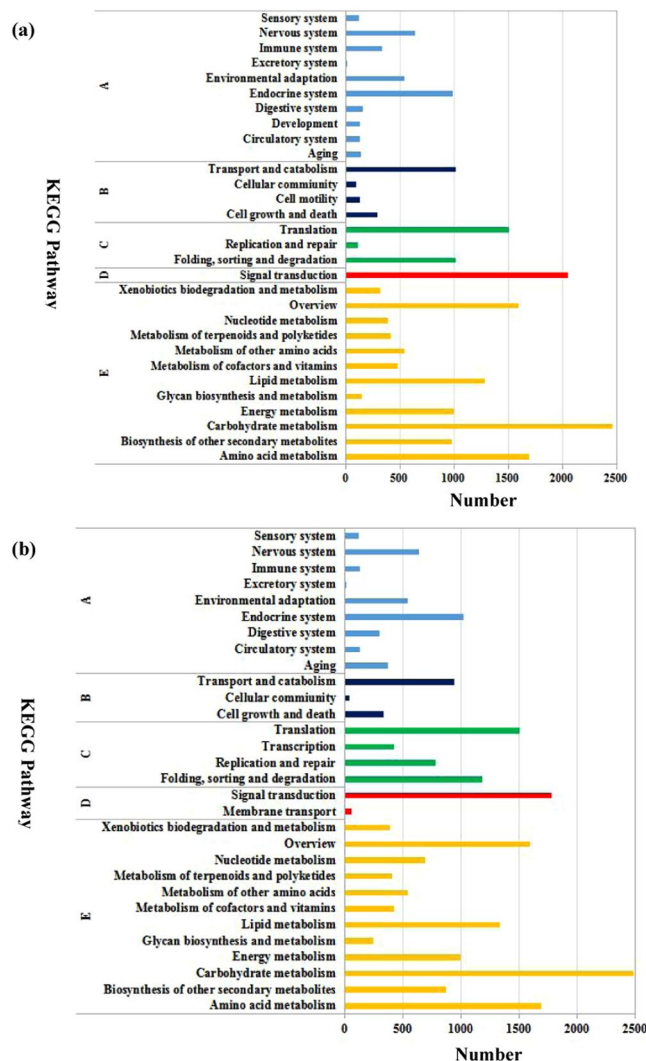 (a)
KEGG Pathway
A
Sensory system
Nervous system
Immune system
Excretory system
Environmental adaptation
Endocrine system
Digestive system
Development
Circulatory system
Aging
B
Transport and catabolism
Cellular commiunity
Cell motility
Cell growth and death
C
Translation
Replication and repair
Folding, sorting and degradation
D
Signal transduction
E
Xenobiotics biodegradation and metabolism
Overview
Nucleotide metabolism
Metabolism of terpenoids and polyketides
Metabolism of other amino acids
Metabolism of cofactors and vitamins
Lipid metabolism
Glycan biosynthesis and metabolism
Energy metabolism
Carbohydrate metabolism
Biosynthesis of other secondary metabolites
Amino acid metabolism
0 500 1000 1500 2000 2500
Number
(b)
KEGG Pathway
A
Sensory system
Nervous system
Immune system
Excretory system
Environmental adaptation
Endocrine system
Digestive system
Circulatory system
Aging
B
Transport and catabolism
Cellular commiunity
Cell growth and death
C
Translation
Transcription
Replication and repair
Folding, sorting and degradation
D
Signal transduction
Membrane transport
E
Xenobiotics biodegradation and metabolism
Overview
Nucleotide metabolism
Metabolism of terpenoids and polyketides
Metabolism of other amino acids
Metabolism of cofactors and vitamins
Lipid metabolism
Glycan biosynthesis and metabolism
Energy metabolism
Carbohydrate metabolism
Biosynthesis of other secondary metabolites
Amino acid metabolism
0 500 1000 1500 2000 2500
Number